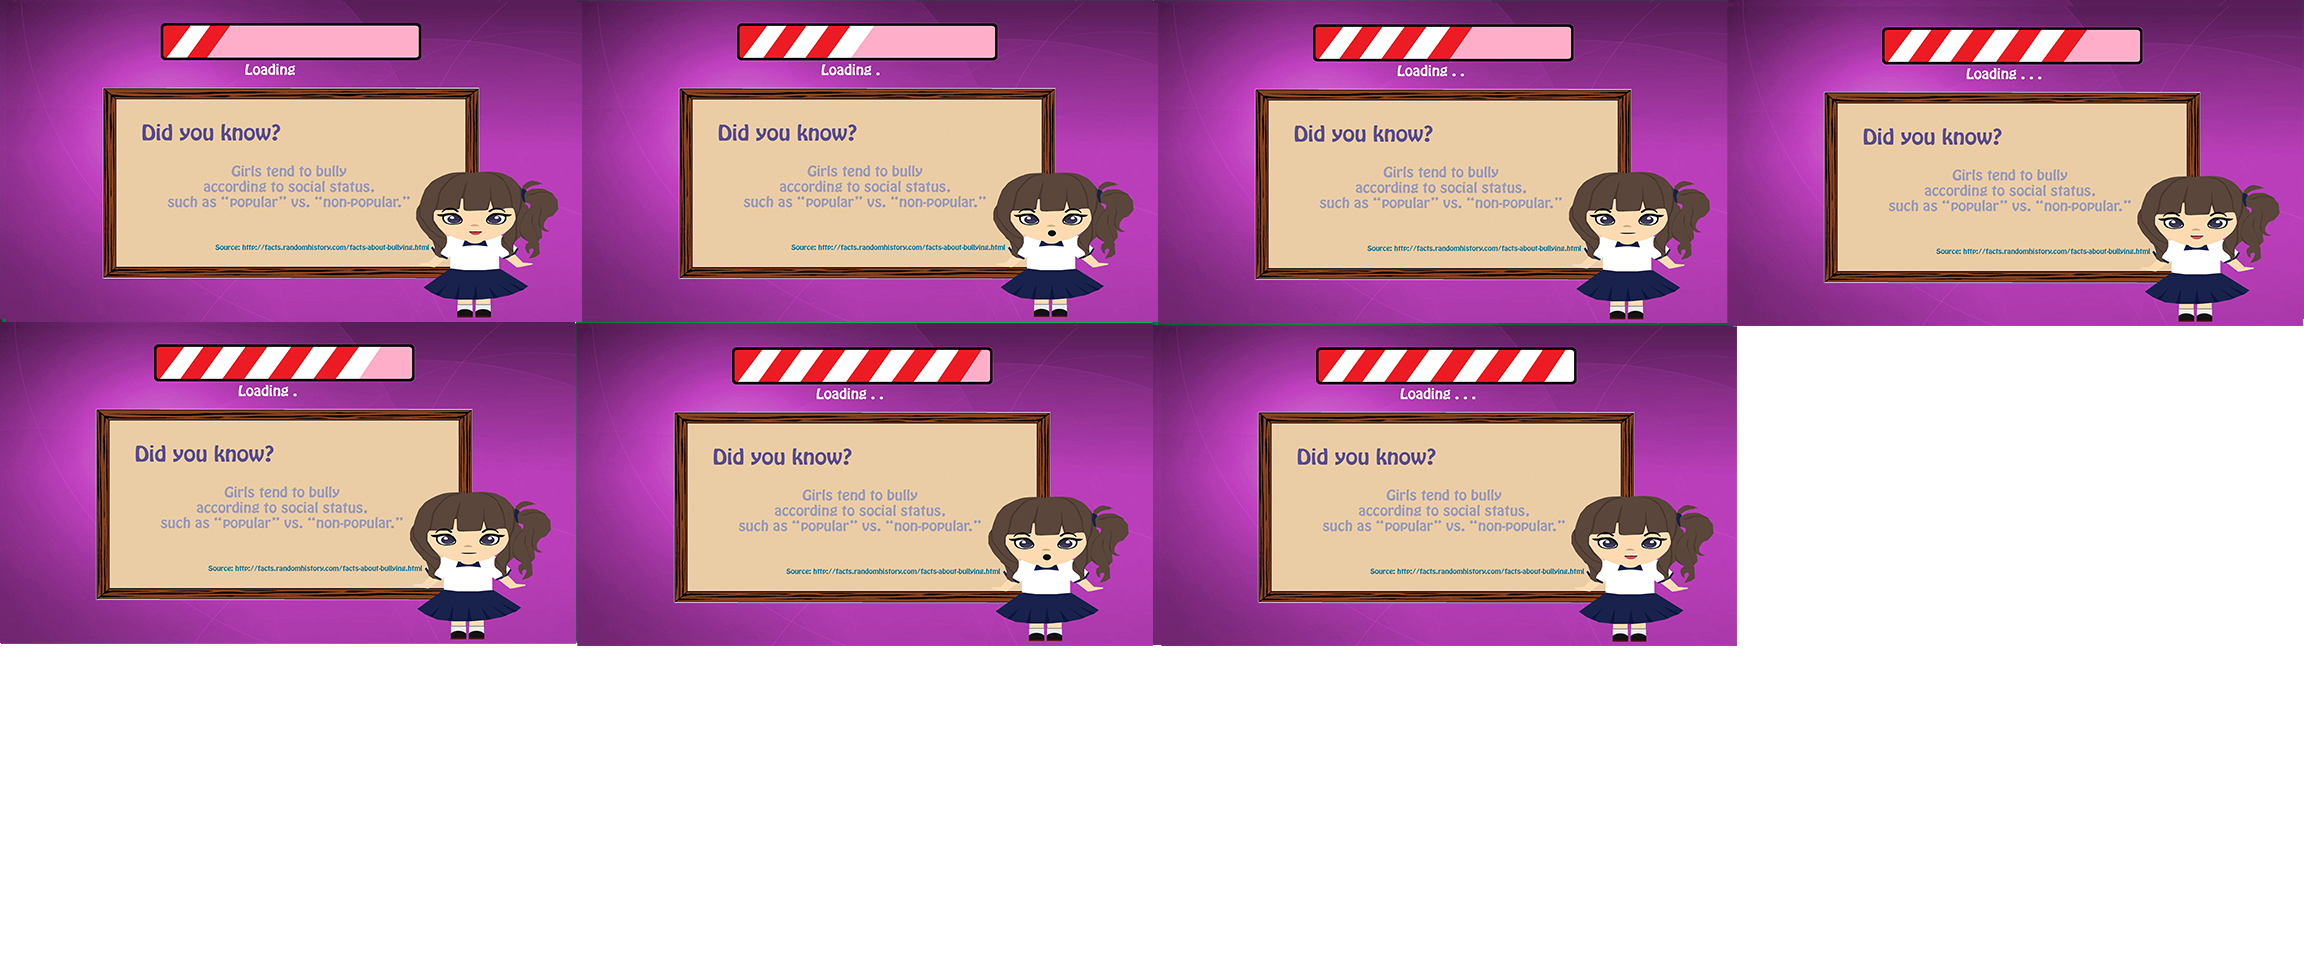 Loading
Did you know?
Girls tend to bully
according to social status,
such as “popular” vs. “non-popular.”
Source: http://facts.randomhistory.com/facts-about-bullying.html
Loading .
Did you know?
Girls tend to bully
according to social status,
such as “popular” vs. “non-popular.”
Source: http://facts.randomhistory.com/facts-about-bullying.html
Loading . .
Did you know?
Girls tend to bully
according to social status,
such as “popular” vs. “non-popular.”
Source: http://facts.randomhistory.com/facts-about-bullying.html
Loading . . .
Did you know?
Girls tend to bully
according to social status,
such as “popular” vs. “non-popular.”
Source: http://facts.randomhistory.com/facts-about-bullying.html
Loading .
Did you know?
Girls tend to bully
according to social status,
such as “popular” vs. “non-popular.”
Source: http://facts.randomhistory.com/facts-about-bullying.html
Loading . .
Did you know?
Girls tend to bully
according to social status,
such as “popular” vs. “non-popular.”
Source: http://facts.randomhistory.com/facts-about-bullying.html
Loading . . .
Did you know?
Girls tend to bully
according to social status,
such as “popular” vs. “non-popular.”
Source: http://facts.randomhistory.com/facts-about-bullying.html